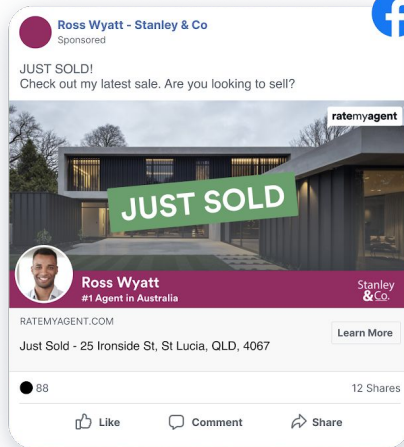 Ross Wyatt - Stanley & Co
Sponsored
JUST SOLD!
Check out my latest sale. Are you looking to sell?
ratemyagent
JUST SOLD
Ross Wyatt
#1 Agent in Australia
Stanley
&Co.
RATEMYAGENT.COM
Just Sold - 25 Ironside St, St Lucia, QLD, 4067
Learn More
88
12 Shares
Like
Comment
Share